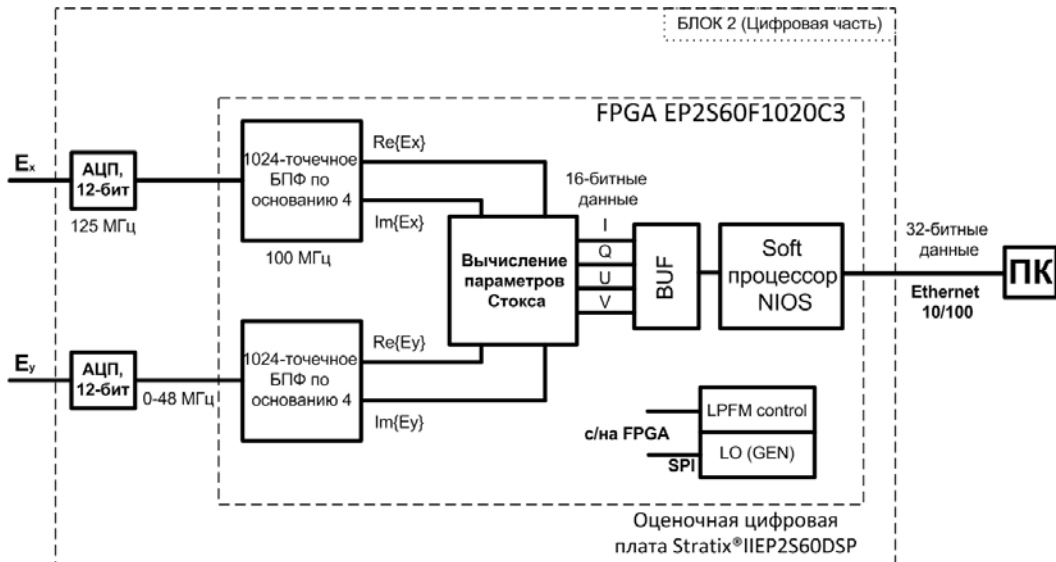 БЛОК 2 (Цифровая часть)
FPGA EP2S60F1020C3
Ex
АЦП,
12-бит
125 МГц
1024-точечное
БПФ по
основанию 4
100 МГц
Re{Ex}
Im{Ex}
16-битные
данные
Вычисление
параметров
Стокса
I
Q
U
V
BUF
Soft
процессор
NIOS
32-битные
данные
Ethernet
10/100
ПК
Ey
АЦП,
12-бит
0-48 МГц
1024-точечное
БПФ по
основанию 4
Re{Ey}
Im{Ey}
LPFM control
с/на FPGA
LO (GEN)
SPI
Оценочная цифровая
плата Stratix®IIEP2S60DSP